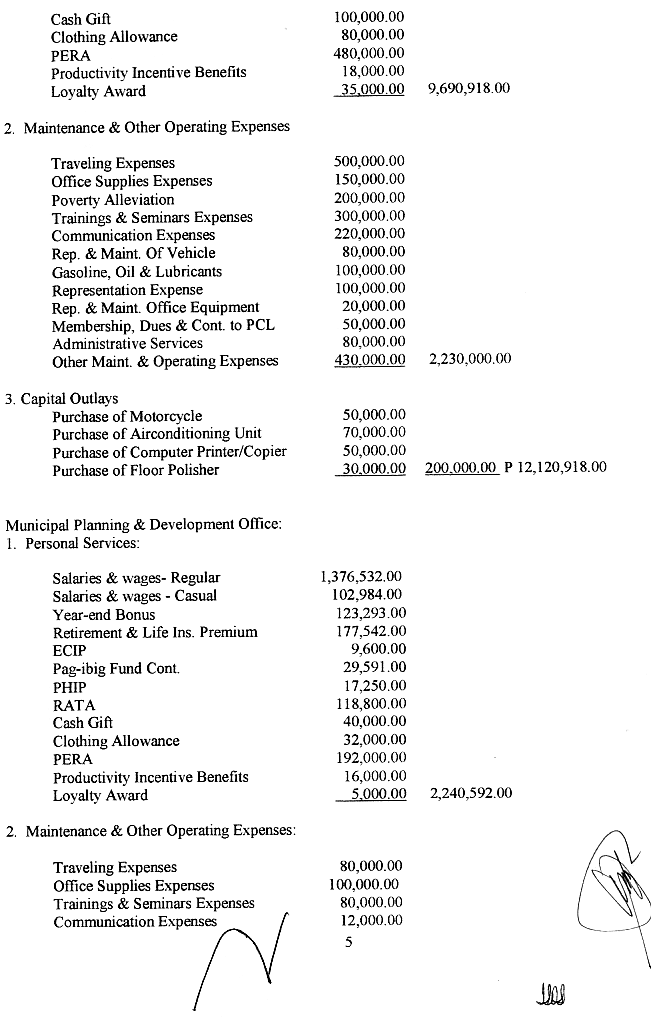 Cash Gift 100,000.00
Clothing Allowance 80,000.00
PERA 480,000.00
Productivity Incentive Benefits 18,000.00
Loyalty Award 35,000.00 9,690,918.00
2. Maintenance & Other Operating Expenses
Traveling Expenses 500,000.00
Office Supplies Expenses 150,000.00
Poverty Alleviation 200,000.00
Trainings & Seminars Expenses 300,000.00
Communication Expenses 220,000.00
Rep. & Maint. Of Vehicle 80,000.00
Gasoline, Oil & Lubricants 100,000.00
Representation Expense 100,000.00
Rep. & Maint. Office Equipment 20,000.00
Membership, Dues & Cont. to PCL 50,000.00
Administrative Services 80,000.00
Other Maint. & Operating Expenses 430,000.00 2,230,000.00
3. Capital Outlays
Purchase of Motorcycle 50,000.00
Purchase of Airconditioning Unit 70,000.00
Purchase of Computer Printer/Copier 50,000.00
Purchase of Floor Polisher 30,000.00 200,000.00 P 12,120,918.00
Municipal Planning & Development Office:
1. Personal Services:
Salaries & wages- Regular 1,376,532.00
Salaries & wages - Casual 102,984.00
Year-end Bonus 123,293.00
Retirement & Life Ins. Premium 177,542.00
ECIP 9,600.00
Pag-ibig Fund Cont. 29,591.00
PHIP 17,250.00
RATA 118,800.00
Cash Gift 40,000.00
Clothing Allowance 32,000.00
PERA 192,000.00
Productivity Incentive Benefits 16,000.00
Loyalty Award 5,000.00 2,240,592.00
2. Maintenance & Other Operating Expenses:
Traveling Expenses 80,000.00
Office Supplies Expenses 100,000.00
Trainings & Seminars Expenses 80,000.00
Communication Expenses 12,000.00
5